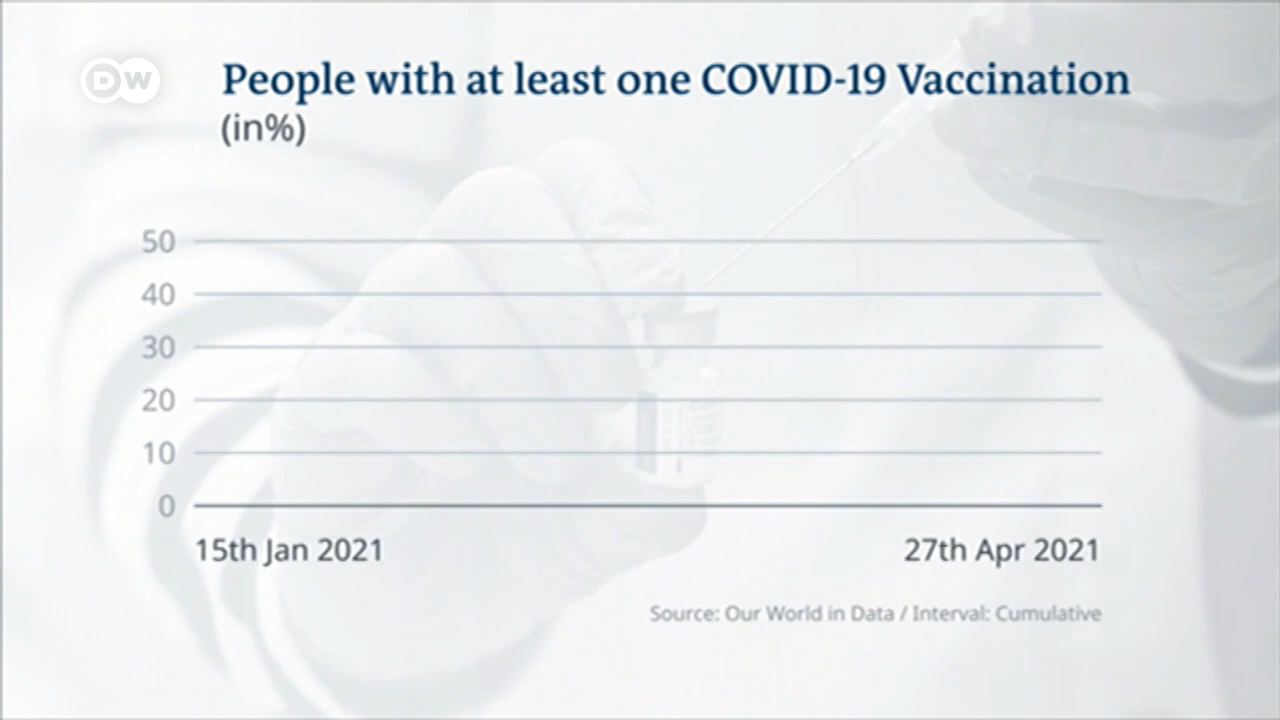 DW
People with at least one COVID-19 Vaccination
(in%)
50
40
30
20
10
0
15th Jan 2021
27th Apr 2021
Source: Our World in Data / Interval: Cumulative